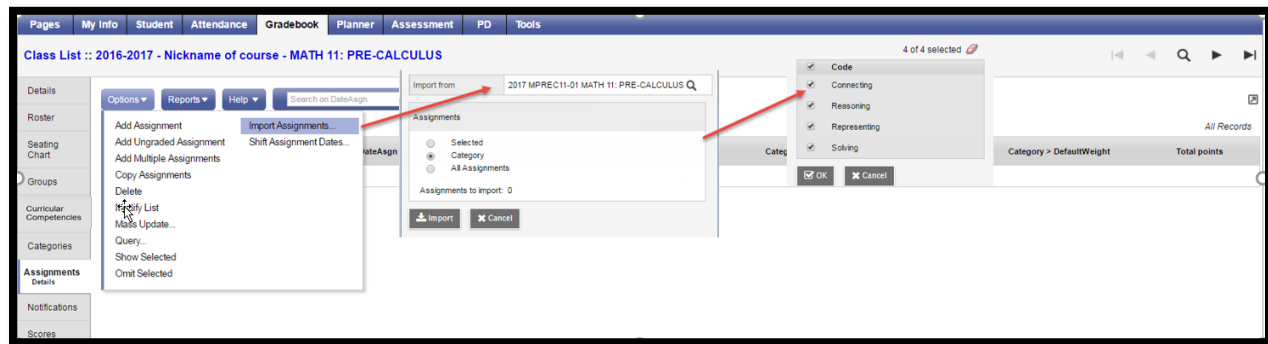 Pages My Info Student Attendance Gradebook Planner Assessment PD Tools
Class List :: 2016-2017 - Nickname of course - MATH 11: PRE-CALCULUS
4 of 4 selected
Details
Roster
Seating
Chart
Groups
Curricular
Competencies
Categories
Assignments
Details
Notifications
Scores
Options Reports Help Search on DateAsgn
Add Assignment
Add Ungraded Assignment
Add Multiple Assignments
Copy Assignments
Delete
Modify List
Mass Update...
Query...
Show Selected
Omit Selected
Import Assignments...
Shift Assignment Dates...
DateAsgn
Import from 2017 MPREC11-01 MATH 11: PRE-CALCULUS
Assignments
Selected
Category
All Assignments
Assignments to import: 0
Import Cancel
Categ
Code
Connecting
Reasoning
Representing
Solving
OK Cancel
All Records
Category > DefaultWeight Total points